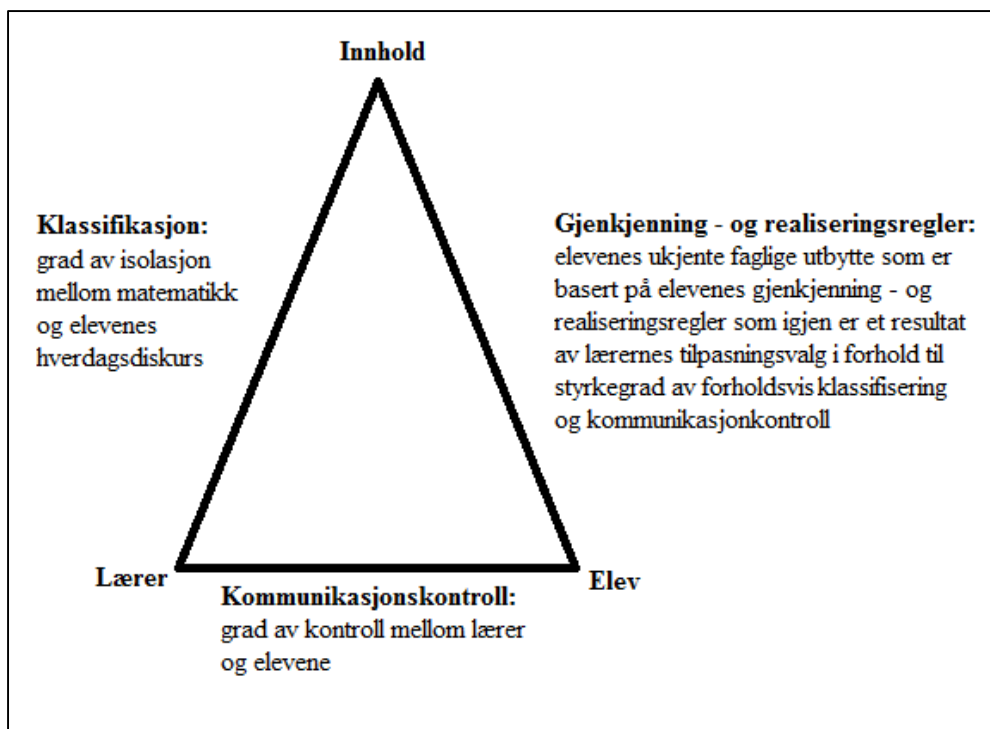 Innhold
Klassifikasjon:
grad av isolasjon
mellom matematikk
og elevenes
hverdagsdiskurs
Gjenkjenning - og realiseringsregler:
elevenes ukjente faglige utbytte som er
basert på elevenes gjenkjenning - og
realiseringsregler som igjen er et resultat
av lærernes tilpasningsvalg i forhold til
styrkegrad av forholdsvis klassifisering
og kommunikasjonkontroll
Lærer
Elev
Kommunikasjonskontroll:
grad av kontroll mellom lærer
og elevene